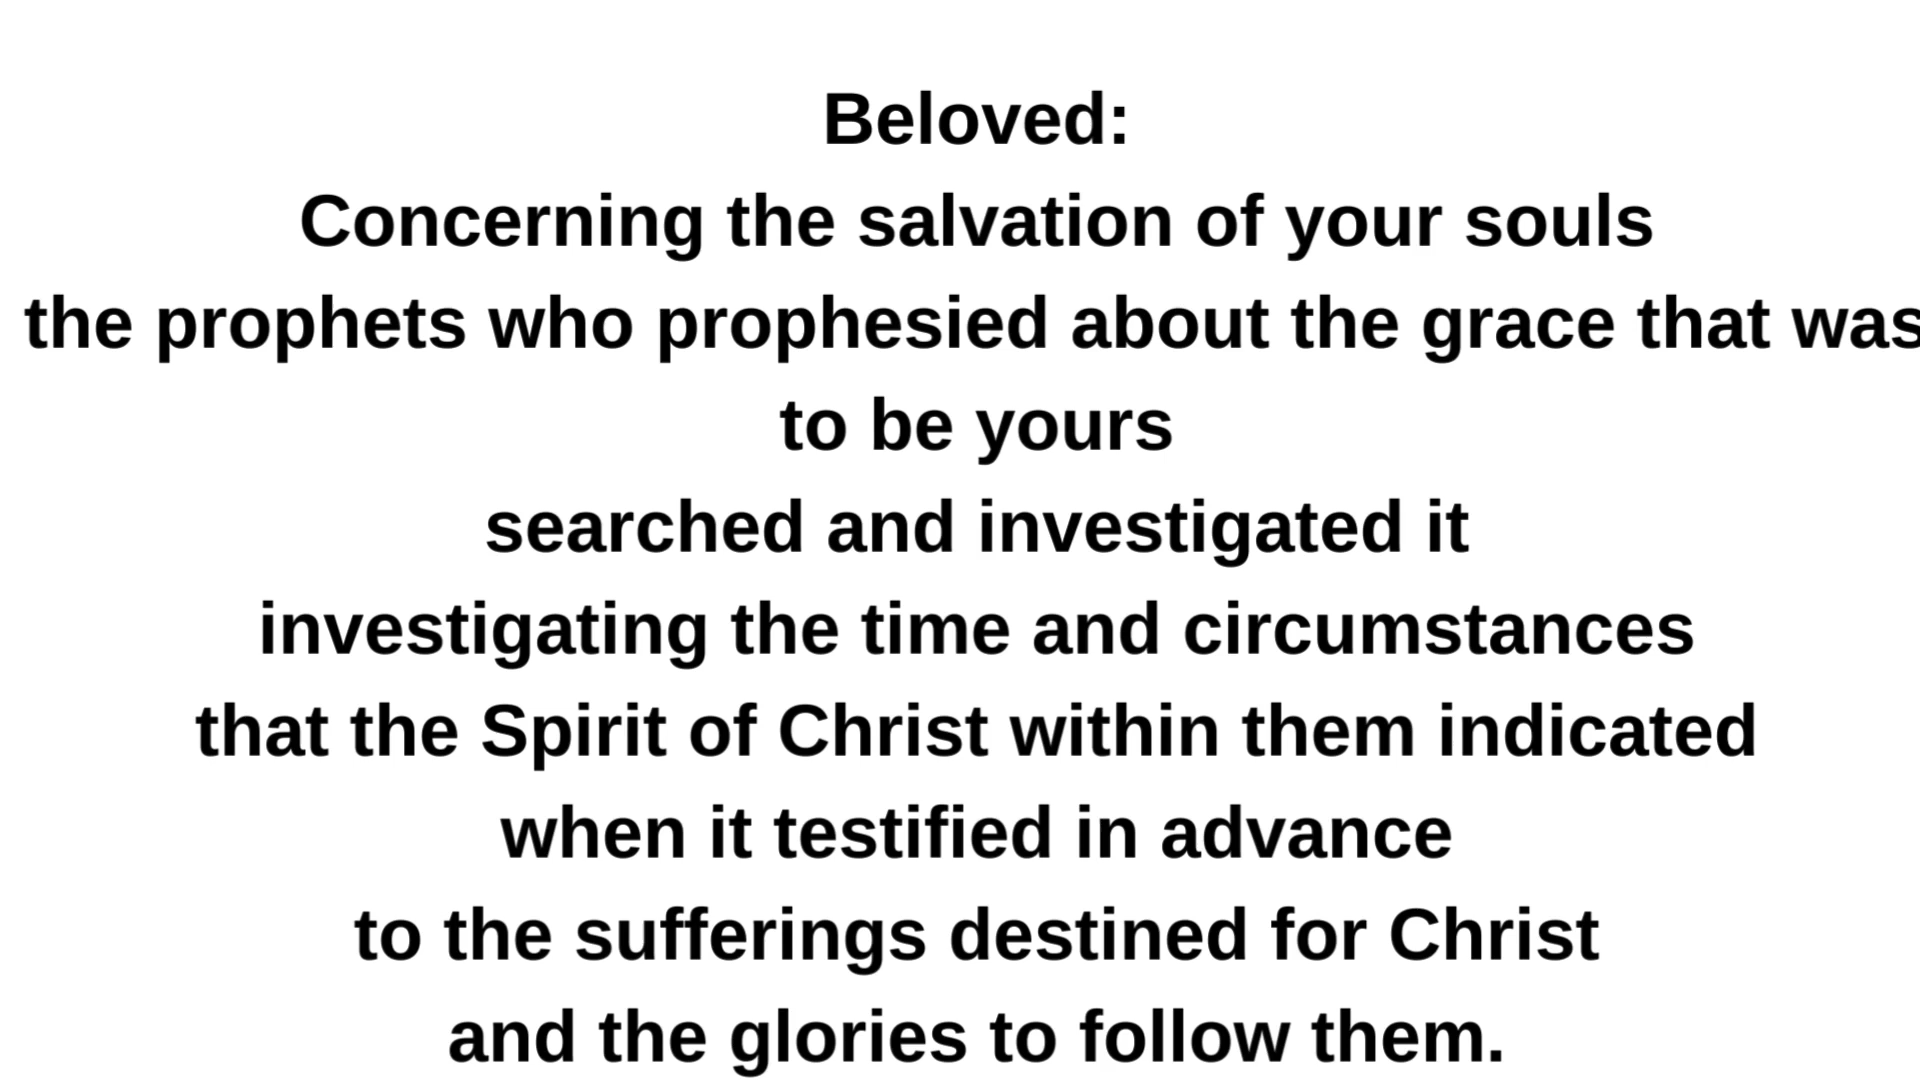 Beloved:
Concerning the salvation of your souls
the prophets who prophesied about the grace that was
to be yours
searched and investigated it
investigating the time and circumstances
that the Spirit of Christ within them indicated
when it testified in advance
to the sufferings destined for Christ
and the glories to follow them.